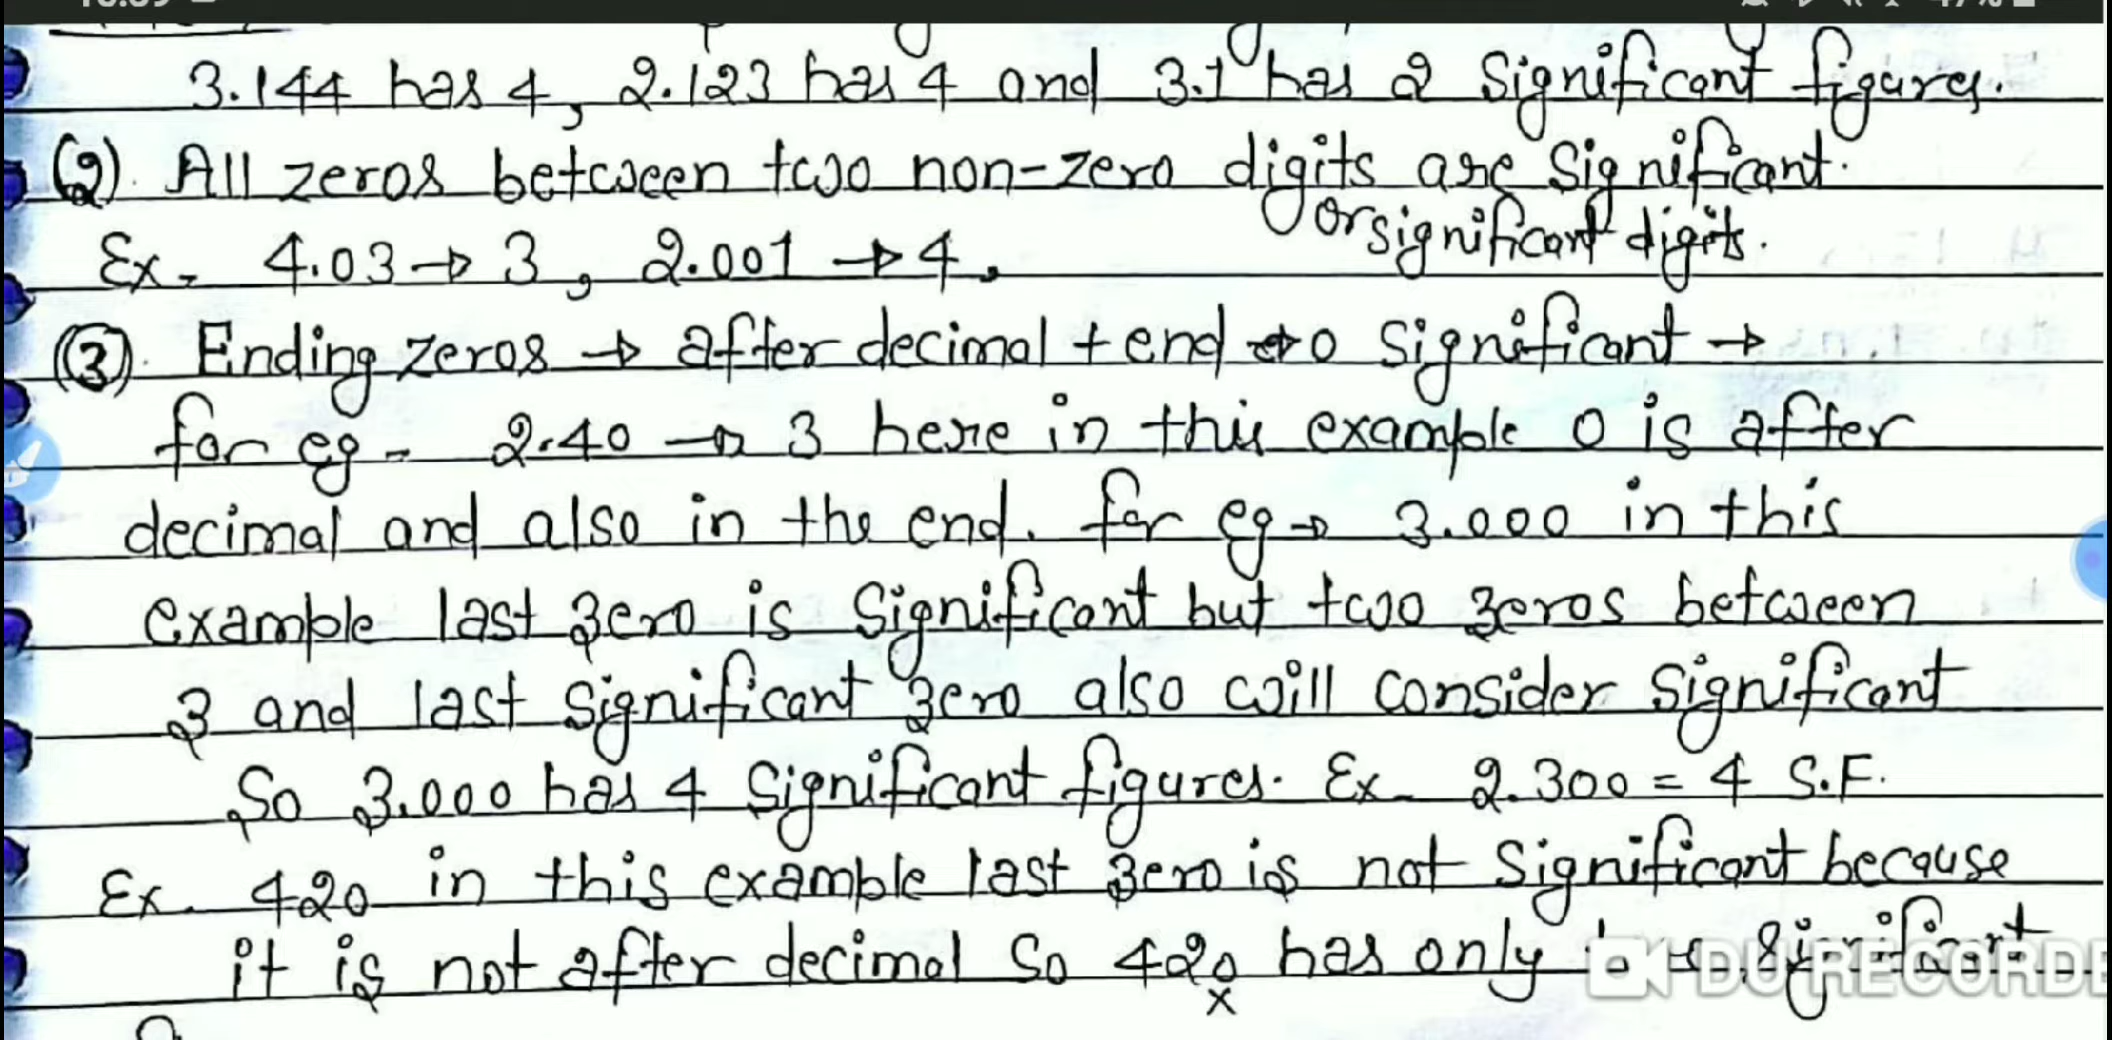 3.144 has 4, 2.123 has 4 and 3.1 has 2 significant figures.
(2). All zeros between two non-zero digits are significant.
or significant digits.
Ex - 4.03 → 3, 2.001 → 4.
(3). Ending zeros → after decimal + end → 0 significant →
for eg - 2.40 → 3 here in this example 0 is after
decimal and also in the end. for eg → 3.000 in this
example last zero is significant but two zeros between
3 and last significant zero also will consider significant
So 3.000 has 4 significant figures. Ex - 2.300 = 4 S.F.
Ex. 420 in this example last zero is not significant because
it is not after decimal so 420 has only significant
x
DU RECORDE